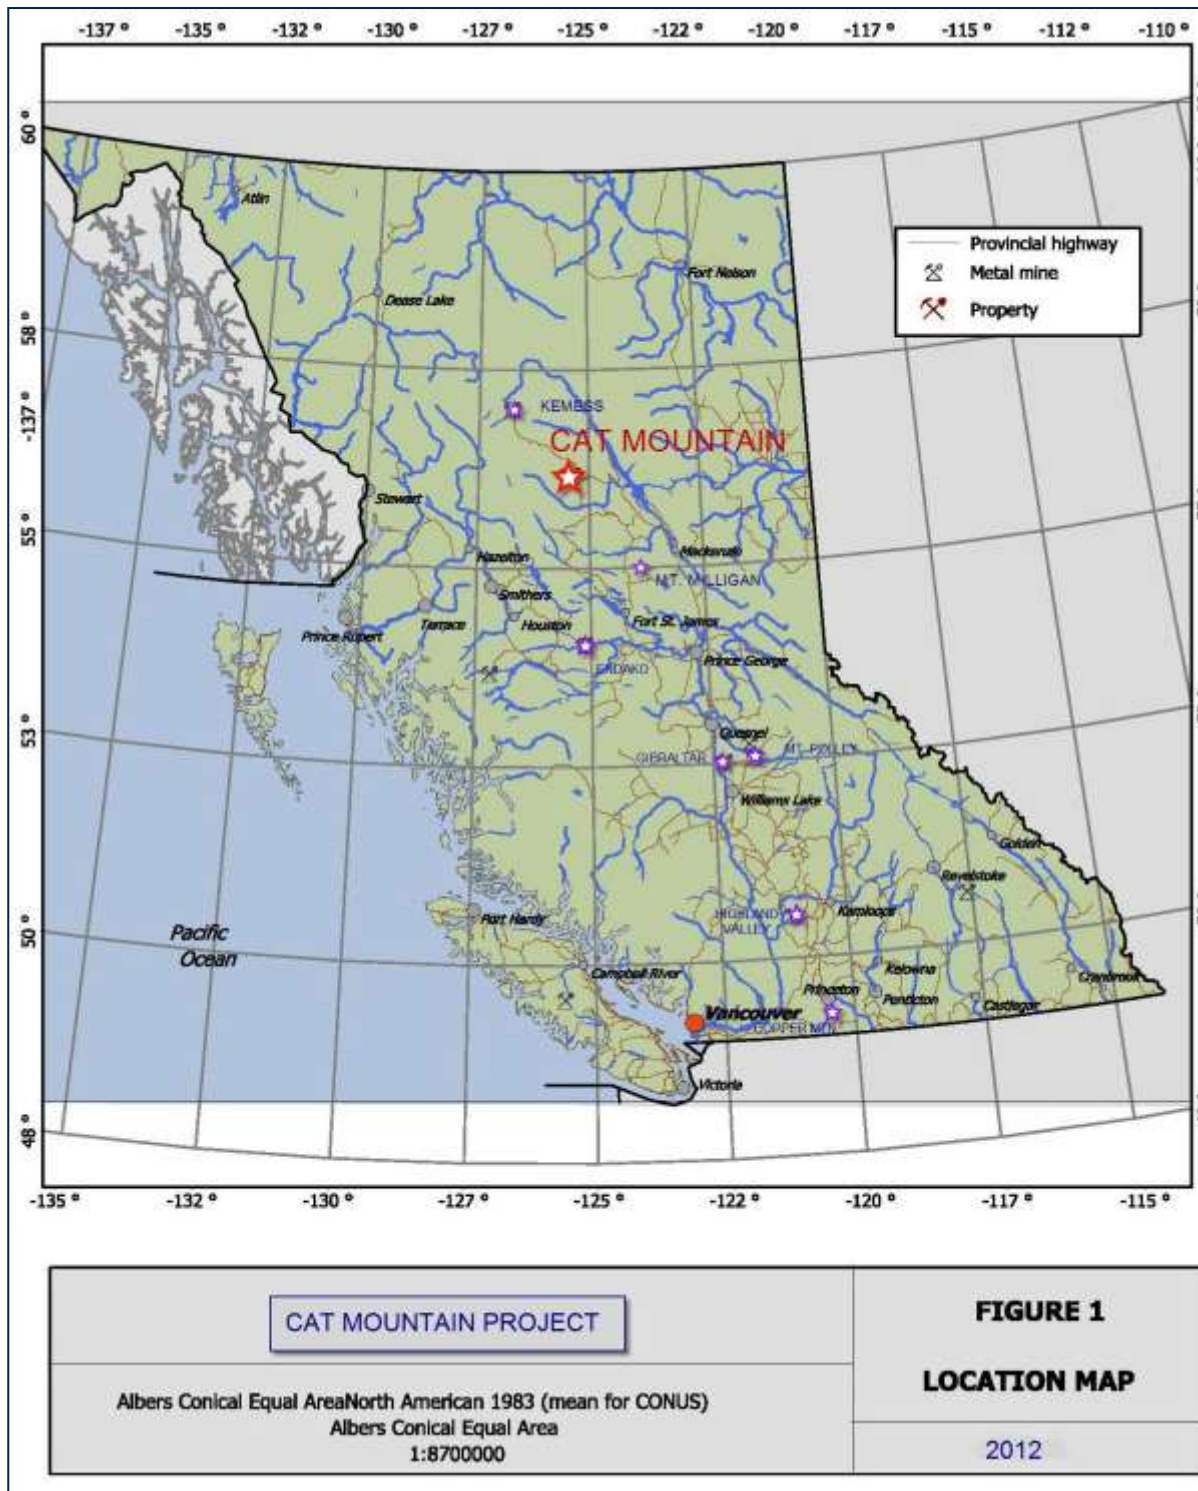 -137 ° -135 ° -132 ° -130 ° -127 ° -125 ° -122 ° -120 ° -117 ° -115 ° -112 ° -110 °
60 °
Atlin
Fort Nelson
Provincial highway
Metal mine
Property
Dease Lake
58 °
-137 °
KEMESS
CAT MOUNTAIN
Stewart
55 °
Hazelton
Mackenzie
MT. MILLIGAN
Smithers
Terrace
Houston
Fort St. James
Prince Rupert
Prince George
ENDAKO
53 °
Quesnel
GIBRALTAR
MT. POLLEY
Williams Lake
Golden
Revelstoke
Port Hardy
HIGHLAND
VALLEY
Kamloops
50 °
Pacific
Ocean
Campbell River
Kelowna
Cranbrook
Princeton
Penticton
Castlegar
Vancouver
COPPER MTN.
Victoria
48 °
-135 ° -132 ° -130 ° -127 ° -125 ° -122 ° -120 ° -117 ° -115 °
CAT MOUNTAIN PROJECT
FIGURE 1
LOCATION MAP
Albers Conical Equal AreaNorth American 1983 (mean for CONUS)
Albers Conical Equal Area
1:8700000
2012